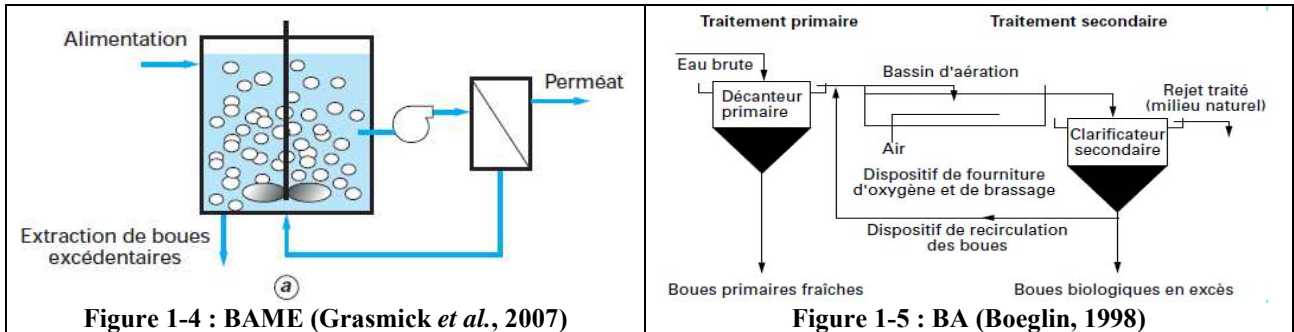 Alimentation
Perméat
Extraction de boues
excédentaires
a
Figure 1-4 : BAME (Grasmick et al., 2007)
Traitement primaire
Traitement secondaire
Eau brute
Bassin d'aération
Rejet traité
(milieu naturel)
Décanteur
primaire
Clarificateur
secondaire
Air
Dispositif de fourniture
d'oxygène et de brassage
Dispositif de recirculation
des boues
Boues primaires fraîches
Boues biologiques en excès
Figure 1-5 : BA (Boeglin, 1998)